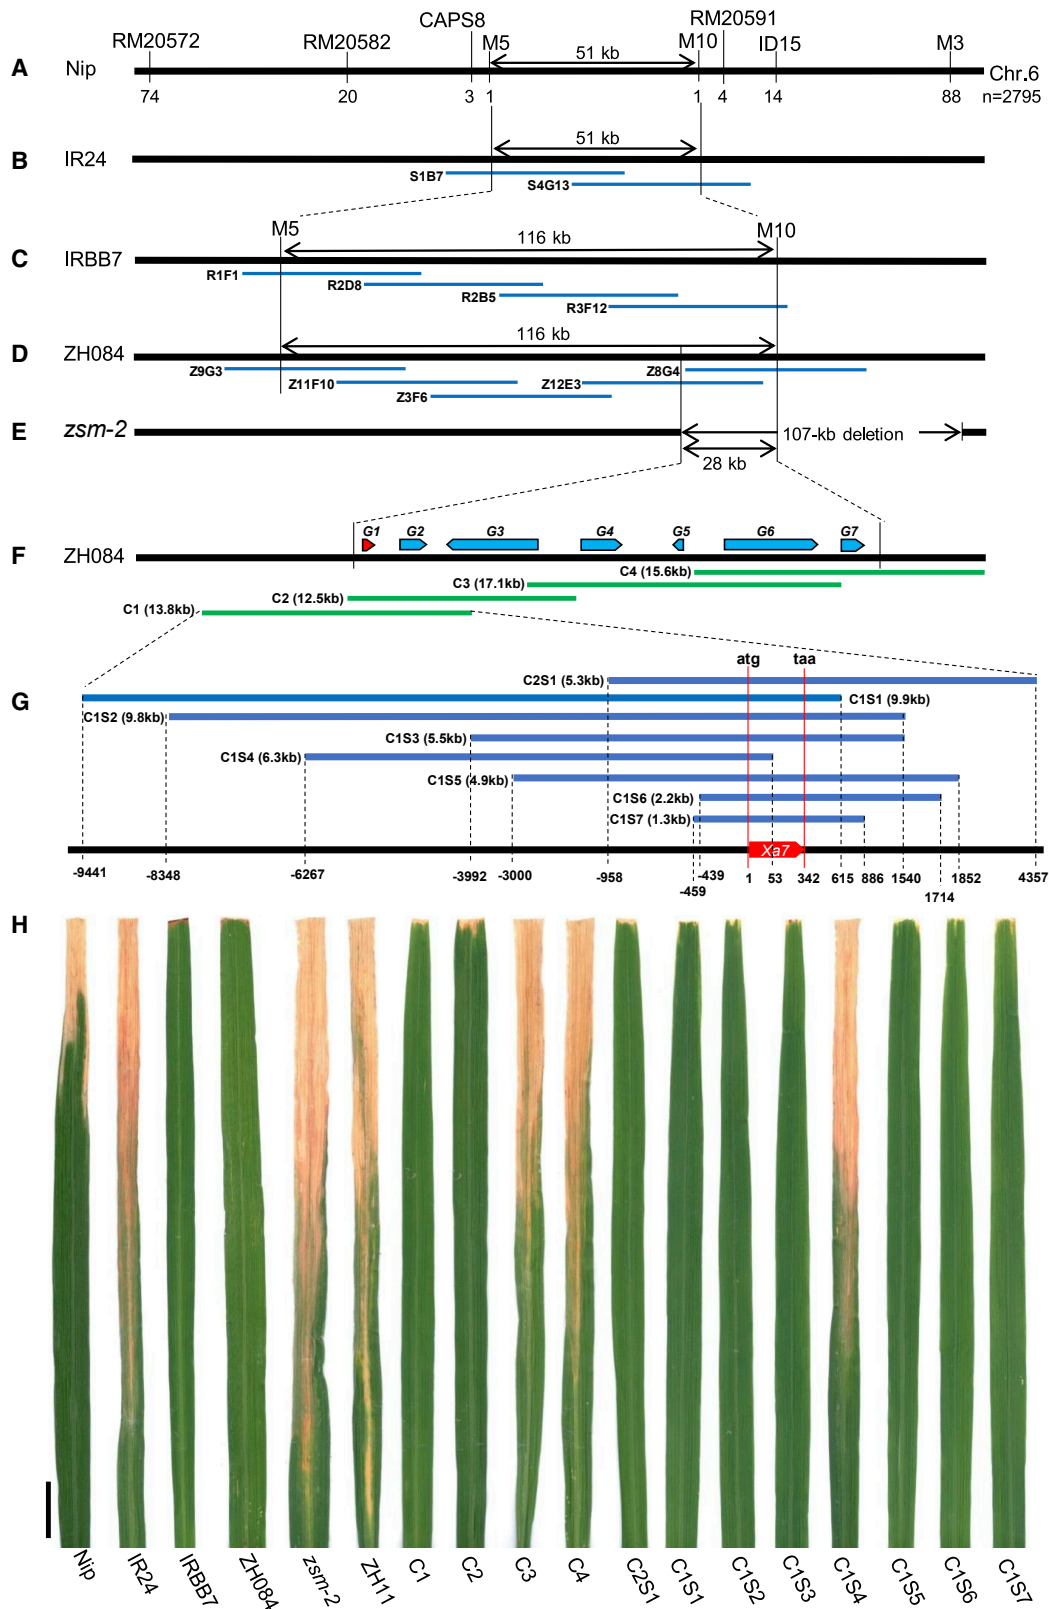 CAPS8 RM20591
RM20572 RM20582 M5 M10 ID15 M3
A Nip 51 kb Chr.6
74 20 3 1 1 4 14 88 n=2795
B IR24 51 kb
S1B7
S4G13
M5 M10
C IRBB7 116 kb
R1F1
R2D8
R2B5
R3F12
D ZH084 116 kb
Z9G3 Z8G4
Z11F10 Z12E3
Z3F6
E zsm-2 107-kb deletion
28 kb
G1 G2 G3 G4 G5 G6 G7
F ZH084
C4 (15.6kb)
C3 (17.1kb)
C2 (12.5kb)
C1 (13.8kb)
atg taa
C2S1 (5.3kb)
G C1S1 (9.9kb)
C1S2 (9.8kb)
C1S3 (5.5kb)
C1S4 (6.3kb)
C1S5 (4.9kb)
C1S6 (2.2kb)
C1S7 (1.3kb)
Xa7
-9441 -8348 -6267 -3992 -3000 -958 -459 -439 1 53 342 615 886 1540 1714 1852 4357
H
Nip IR24 IRBB7 ZH084 zsm-2 ZH11 C1 C2 C3 C4 C2S1 C1S1 C1S2 C1S3 C1S4 C1S5 C1S6 C1S7